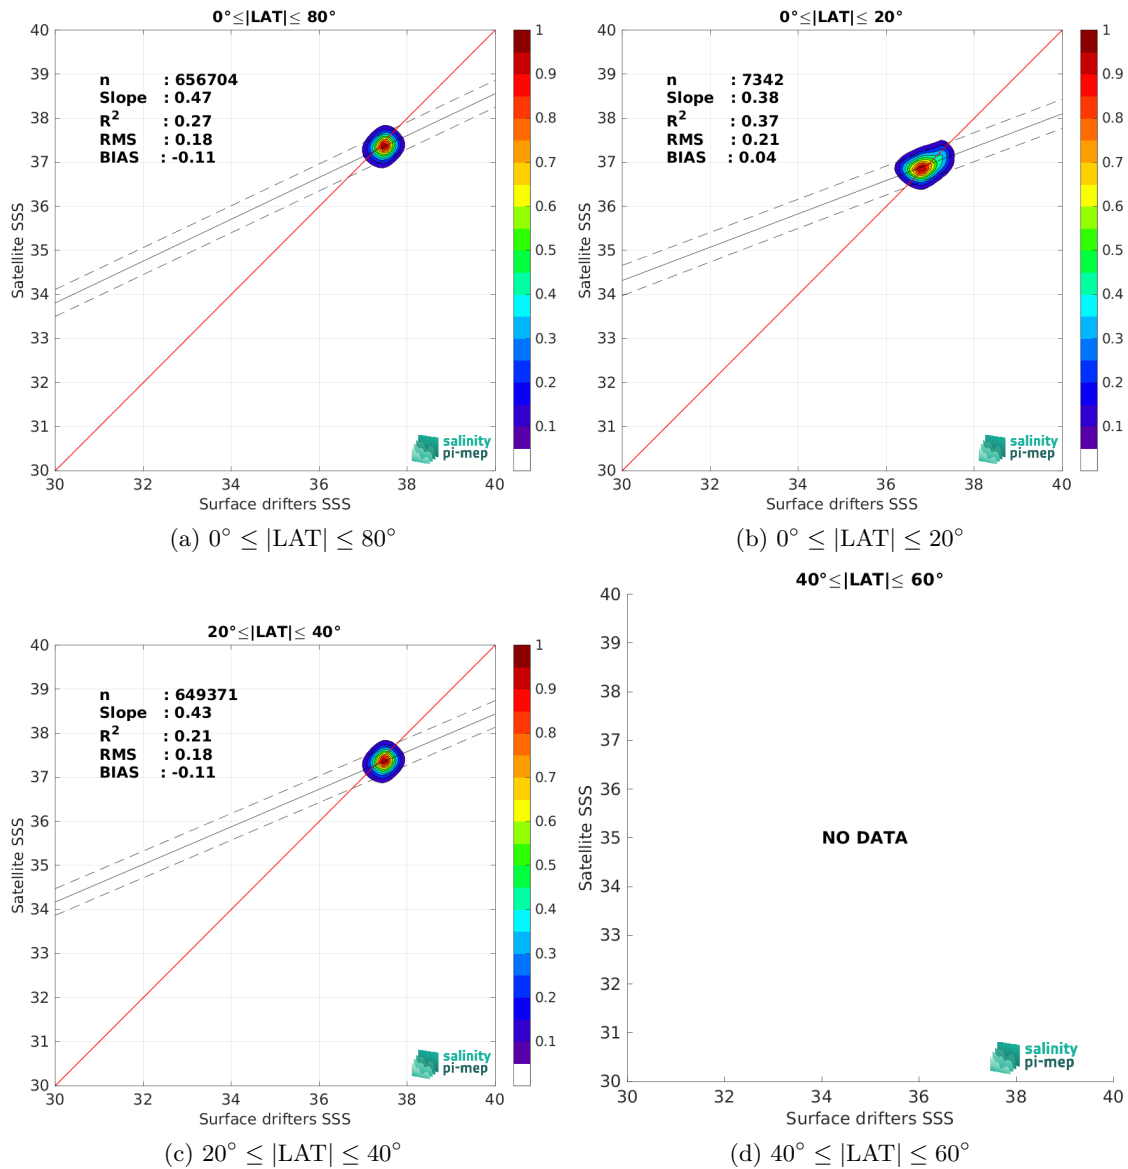 0°≤|LAT|≤ 80°
40
39
38
37
36
35
34
33
32
31
30
Satellite SSS
n : 656704
Slope : 0.47
R² : 0.27
RMS : 0.18
BIAS : -0.11
salinity
pi-mep
30 32 34 36 38 40
Surface drifters SSS
1
0.9
0.8
0.7
0.6
0.5
0.4
0.3
0.2
0.1
(a) 0° ≤ |LAT| ≤ 80°
0°≤|LAT|≤ 20°
40
39
38
37
36
35
34
33
32
31
30
Satellite SSS
n : 7342
Slope : 0.38
R² : 0.37
RMS : 0.21
BIAS : 0.04
salinity
pi-mep
30 32 34 36 38 40
Surface drifters SSS
1
0.9
0.8
0.7
0.6
0.5
0.4
0.3
0.2
0.1
(b) 0° ≤ |LAT| ≤ 20°
20°≤|LAT|≤ 40°
40
39
38
37
36
35
34
33
32
31
30
Satellite SSS
n : 649371
Slope : 0.43
R² : 0.21
RMS : 0.18
BIAS : -0.11
salinity
pi-mep
30 32 34 36 38 40
Surface drifters SSS
1
0.9
0.8
0.7
0.6
0.5
0.4
0.3
0.2
0.1
(c) 20° ≤ |LAT| ≤ 40°
40°≤|LAT|≤ 60°
40
39
38
37
36
35
34
33
32
31
30
Satellite SSS
NO DATA
salinity
pi-mep
30 32 34 36 38 40
Surface drifters SSS
(d) 40° ≤ |LAT| ≤ 60°